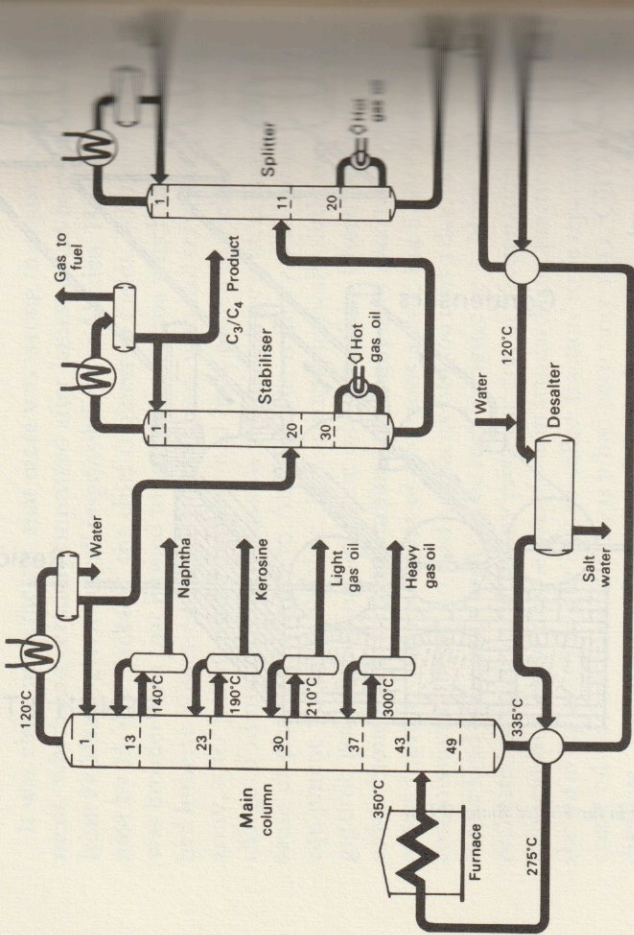 120°C
Water
1
13
23
30
37
43
49
Main
column
140°C
190°C
210°C
300°C
Naphtha
Kerosine
Light
gas oil
Heavy
gas oil
350°C
335°C
Furnace
275°C
Gas to
fuel
C₃/C₄ Product
Stabiliser
1
20
30
Hot
gas oil
Splitter
1
11
20
Hot
gas oil
Water
120°C
Desalter
Salt
water